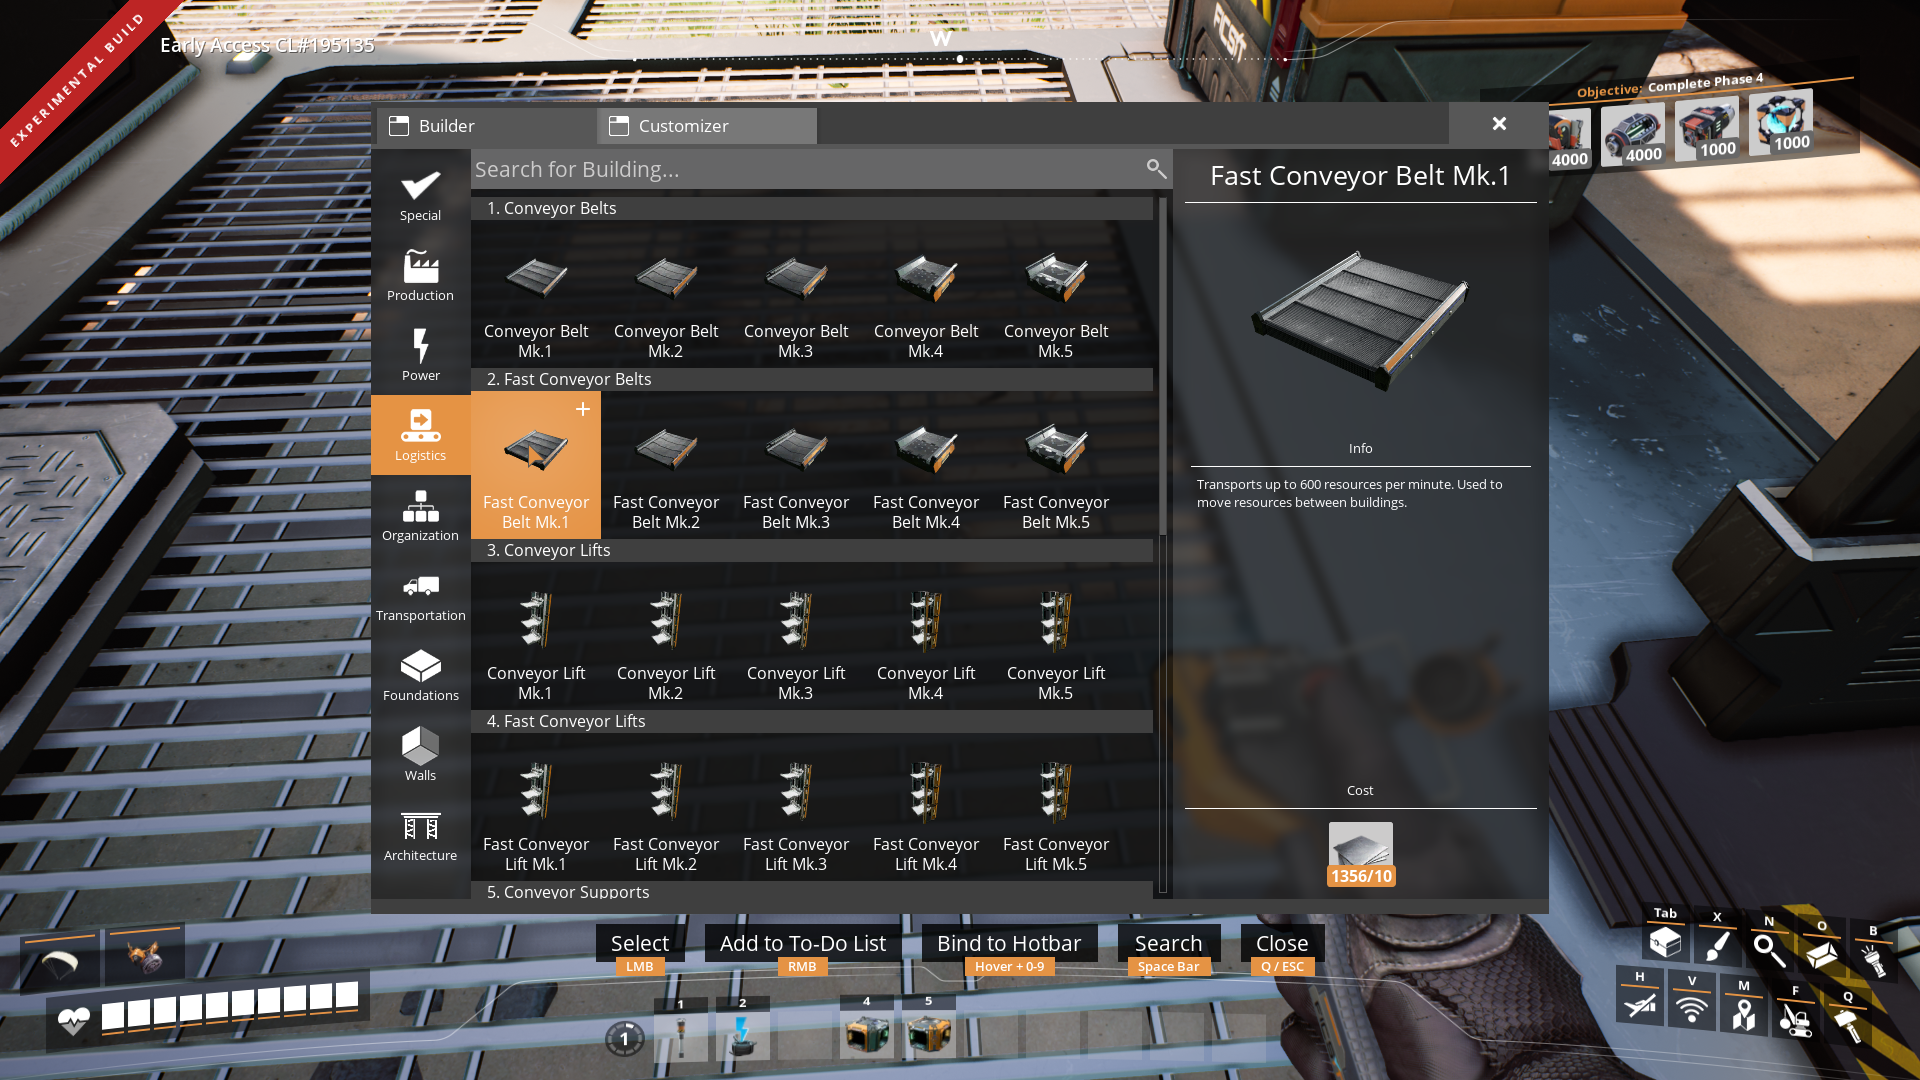 EXPERIMENTAL BUILD
Early Access CL#195135
W
FCSIT
Objective: Complete Phase 4
4000
4000
1000
1000
Builder
Customizer
Search for Building...
Special
Production
Power
Logistics
Organization
Transportation
Foundations
Walls
Architecture
1. Conveyor Belts
Conveyor Belt Mk.1
Conveyor Belt Mk.2
Conveyor Belt Mk.3
Conveyor Belt Mk.4
Conveyor Belt Mk.5
2. Fast Conveyor Belts
Fast Conveyor Belt Mk.1
Fast Conveyor Belt Mk.2
Fast Conveyor Belt Mk.3
Fast Conveyor Belt Mk.4
Fast Conveyor Belt Mk.5
3. Conveyor Lifts
Conveyor Lift Mk.1
Conveyor Lift Mk.2
Conveyor Lift Mk.3
Conveyor Lift Mk.4
Conveyor Lift Mk.5
4. Fast Conveyor Lifts
Fast Conveyor Lift Mk.1
Fast Conveyor Lift Mk.2
Fast Conveyor Lift Mk.3
Fast Conveyor Lift Mk.4
Fast Conveyor Lift Mk.5
5. Conveyor Supports
Fast Conveyor Belt Mk.1
Info
Transports up to 600 resources per minute. Used to
move resources between buildings.
Cost
1356/10
Select
LMB
Add to To-Do List
RMB
Bind to Hotbar
Hover + 0-9
Search
Space Bar
Close
Q / ESC
1
1
2
4
5
Tab
X
N
O
B
H
V
M
F
Q